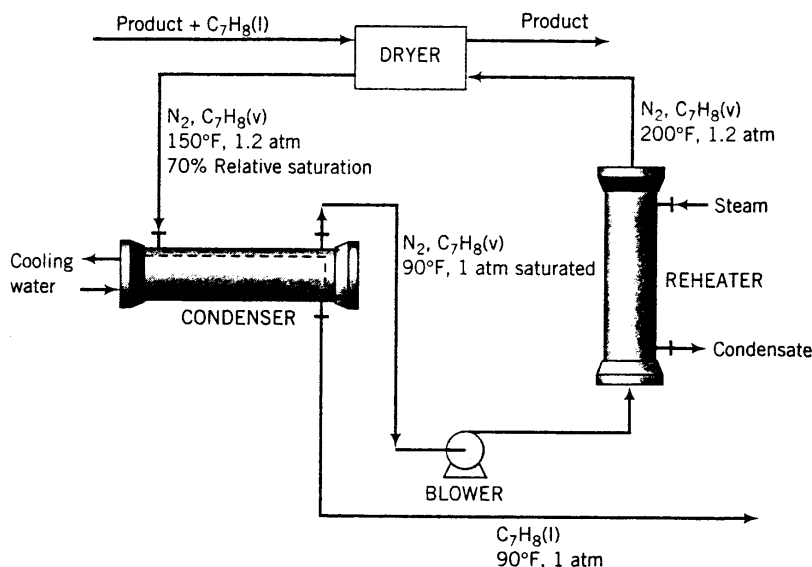 Product + C₇H₈(l)
Product
DRYER
N₂, C₇H₈(v)
150°F, 1.2 atm
70% Relative saturation
N₂, C₇H₈(v)
200°F, 1.2 atm
Steam
N₂, C₇H₈(v)
90°F, 1 atm saturated
Cooling
water
REHEATER
CONDENSER
Condensate
BLOWER
C₇H₈(l)
90°F, 1 atm